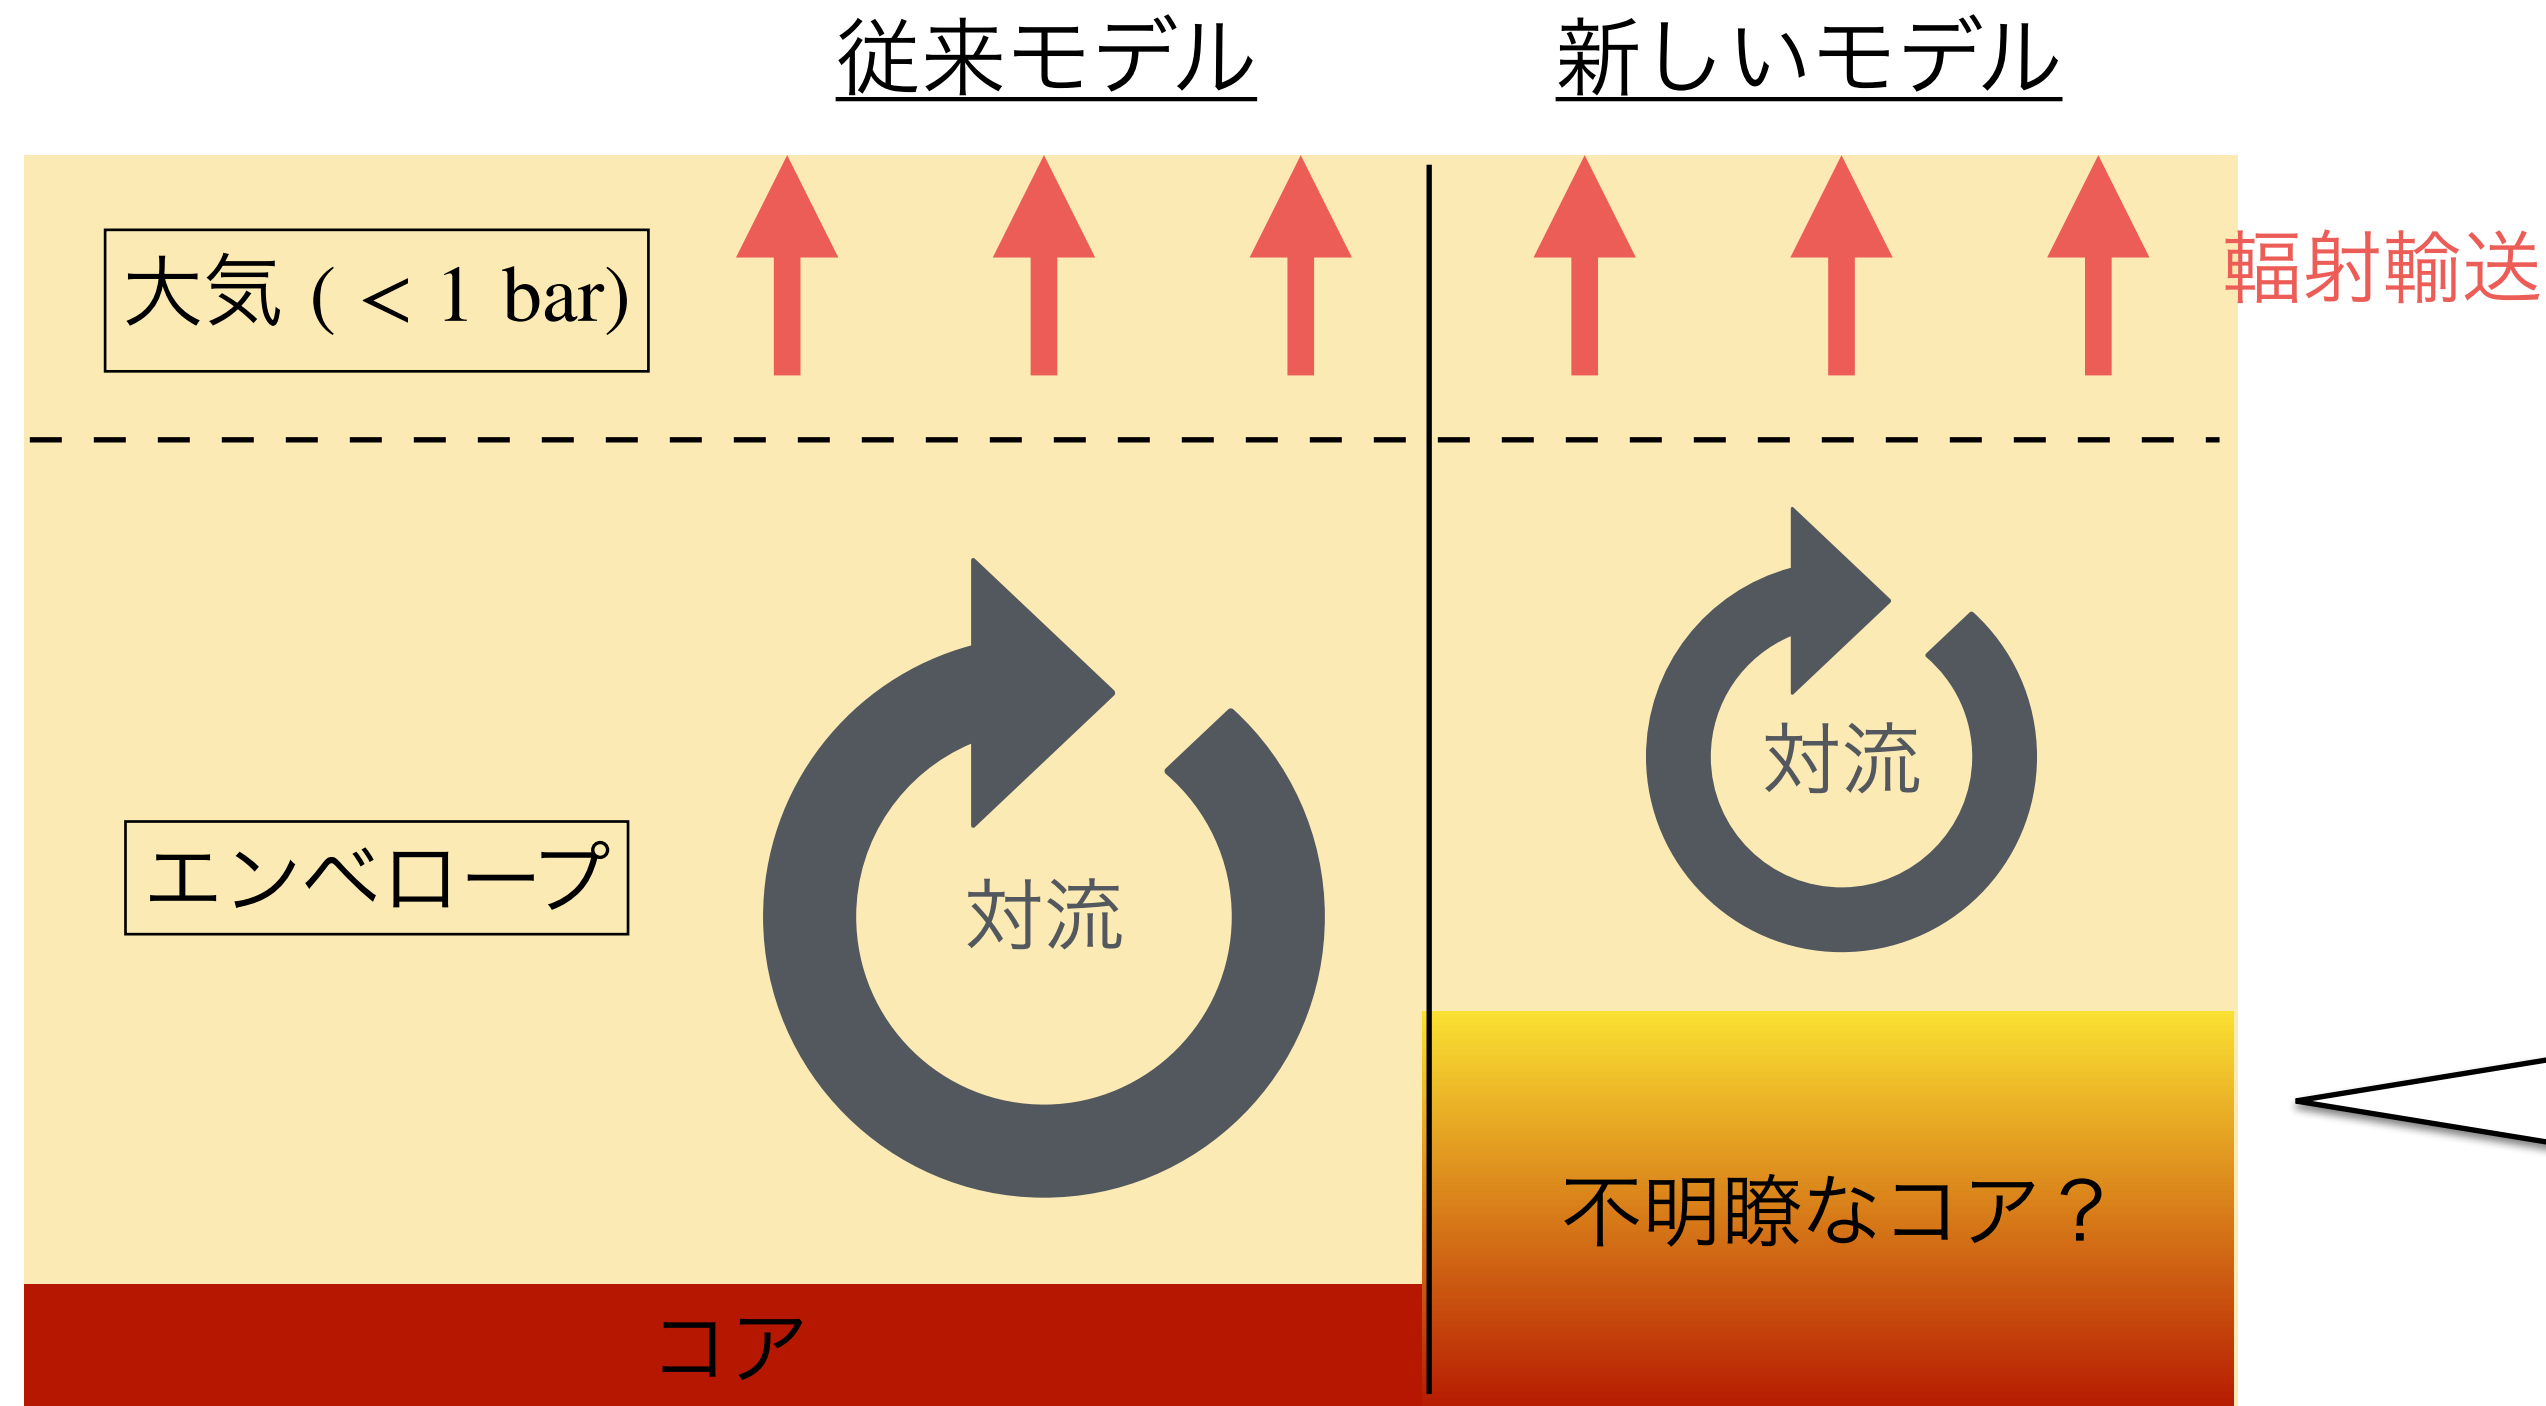 従来モデル
新しいモデル
大気 ( < 1 bar)
輻射輸送
対流
エンベロープ
対流
不明瞭なコア？
コア